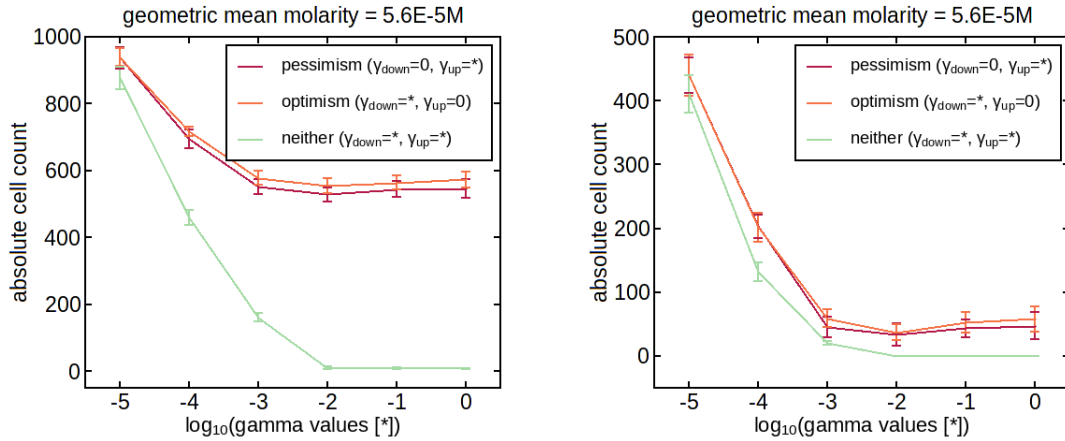 geometric mean molarity = 5.6E-5M
1000
800
600
400
200
0
absolute cell count
pessimism (γdown=0, γup=*)
optimism (γdown=*, γup=0)
neither (γdown=*, γup=*)
-5 -4 -3 -2 -1 0
log₁₀(gamma values [*])
geometric mean molarity = 5.6E-5M
500
400
300
200
100
0
absolute cell count
pessimism (γdown=0, γup=*)
optimism (γdown=*, γup=0)
neither (γdown=*, γup=*)
-5 -4 -3 -2 -1 0
log₁₀(gamma values [*])